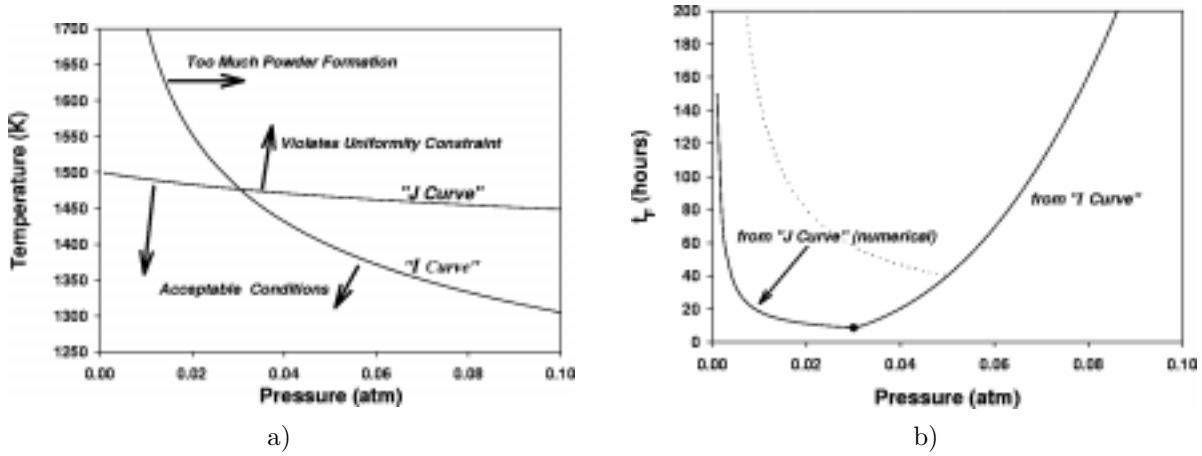 1700
1650
1600
1550
1500
1450
1400
1350
1300
1250
Temperature (K)
Too Much Powder Formation
Violates Uniformity Constraint
"J Curve"
"I Curve"
Acceptable Conditions
0.00 0.02 0.04 0.06 0.08 0.10
Pressure (atm)
a)
200
180
160
140
120
100
80
60
40
20
0
t_F (hours)
from "I Curve"
from "J Curve" (numerical)
0.00 0.02 0.04 0.06 0.08 0.10
Pressure (atm)
b)